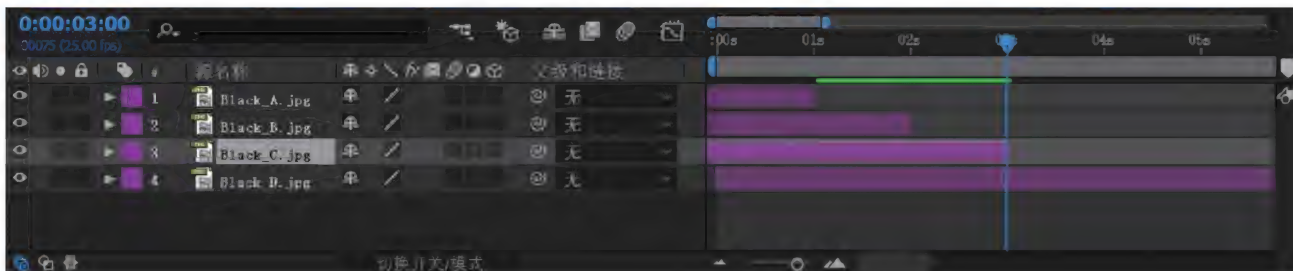 0:00:03:00
00075 (25.00 fps)
:00s 01s 02s 04s 05s
# 源名称 父级和链接
1 Black_A.jpg 无
2 Black_B.jpg 无
3 Black_C.jpg 无
4 Black_D.jpg 无
切换开关/模式